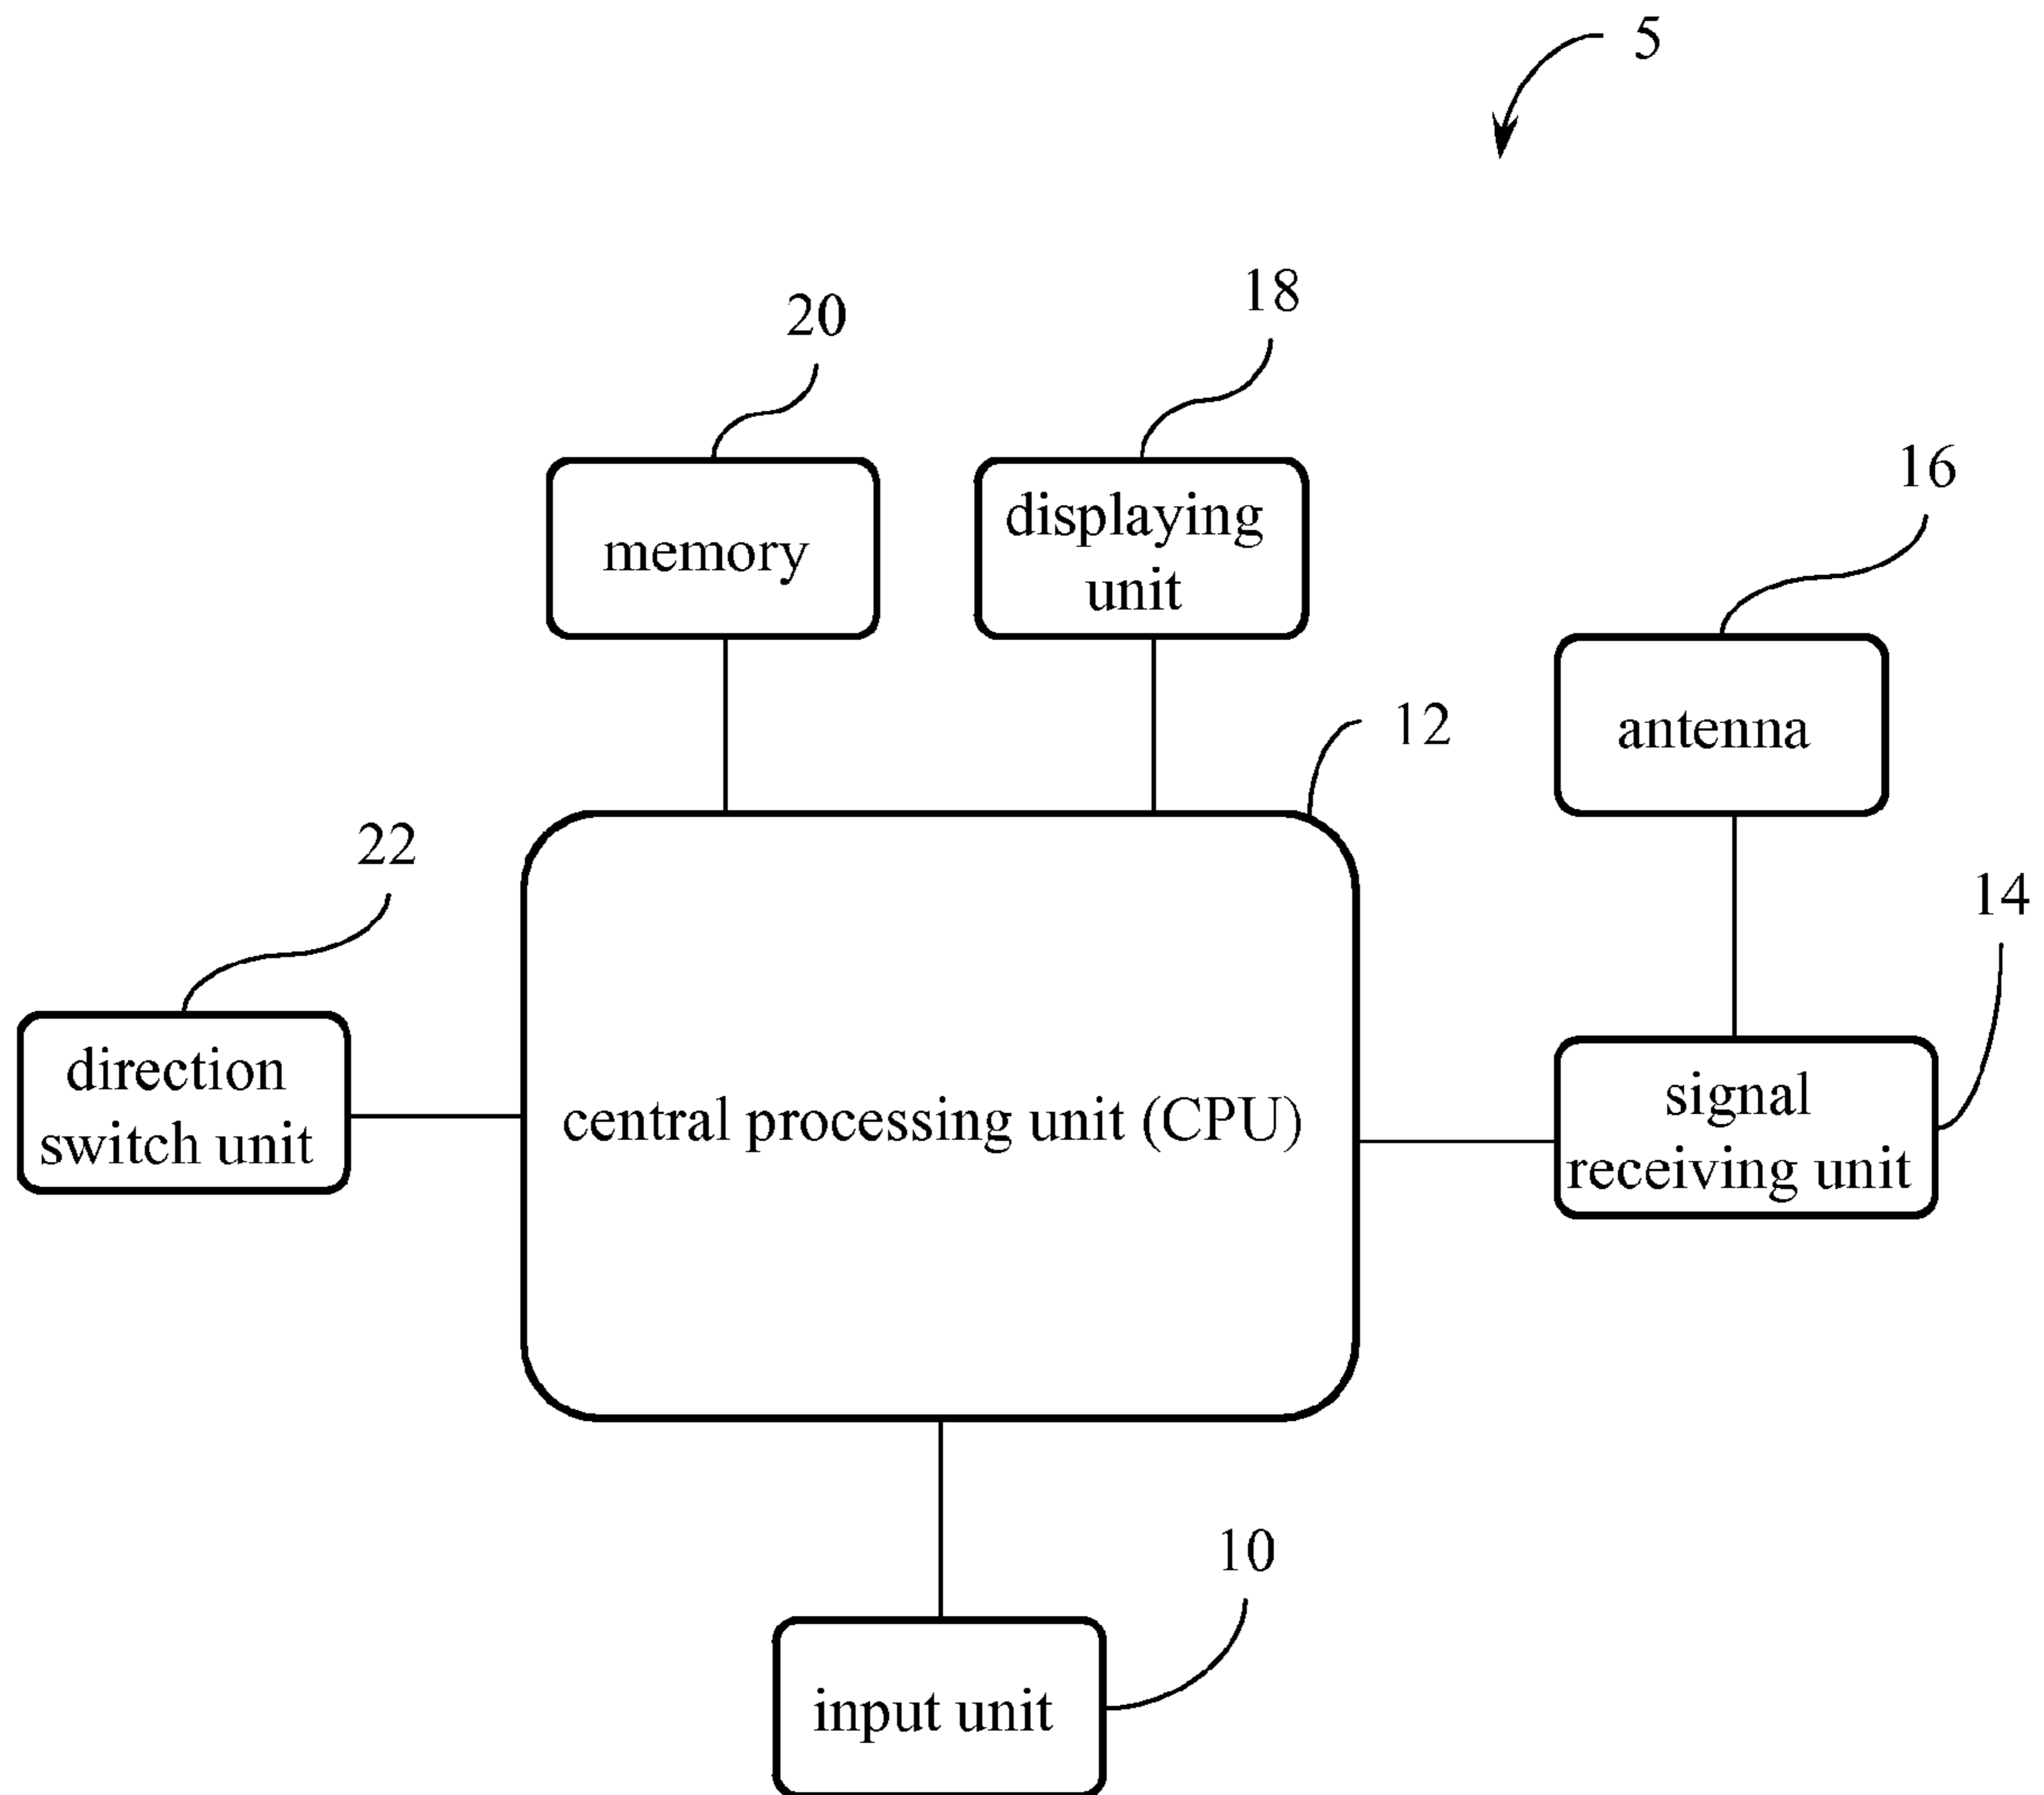 5
20
18
16
memory
displaying
unit
12
antenna
22
14
direction
switch unit
central processing unit (CPU)
signal
receiving unit
10
input unit